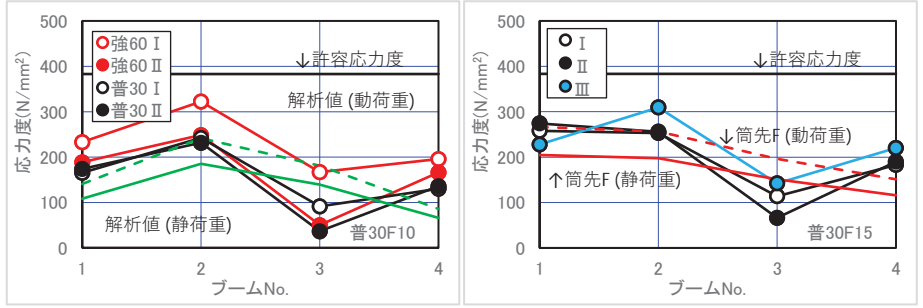 500
400
300
200
100
0
応力度(N/mm²)
強60 Ⅰ
強60 Ⅱ
普30 Ⅰ
普30 Ⅱ
↓許容応力度
解析値 (動荷重)
解析値 (静荷重)
普30F10
1 2 3 4
ブームNo.
500
400
300
200
100
0
応力度(N/mm²)
Ⅰ
Ⅱ
Ⅲ
↓許容応力度
↓筒先F (動荷重)
↑筒先F (静荷重)
普30F15
1 2 3 4
ブームNo.